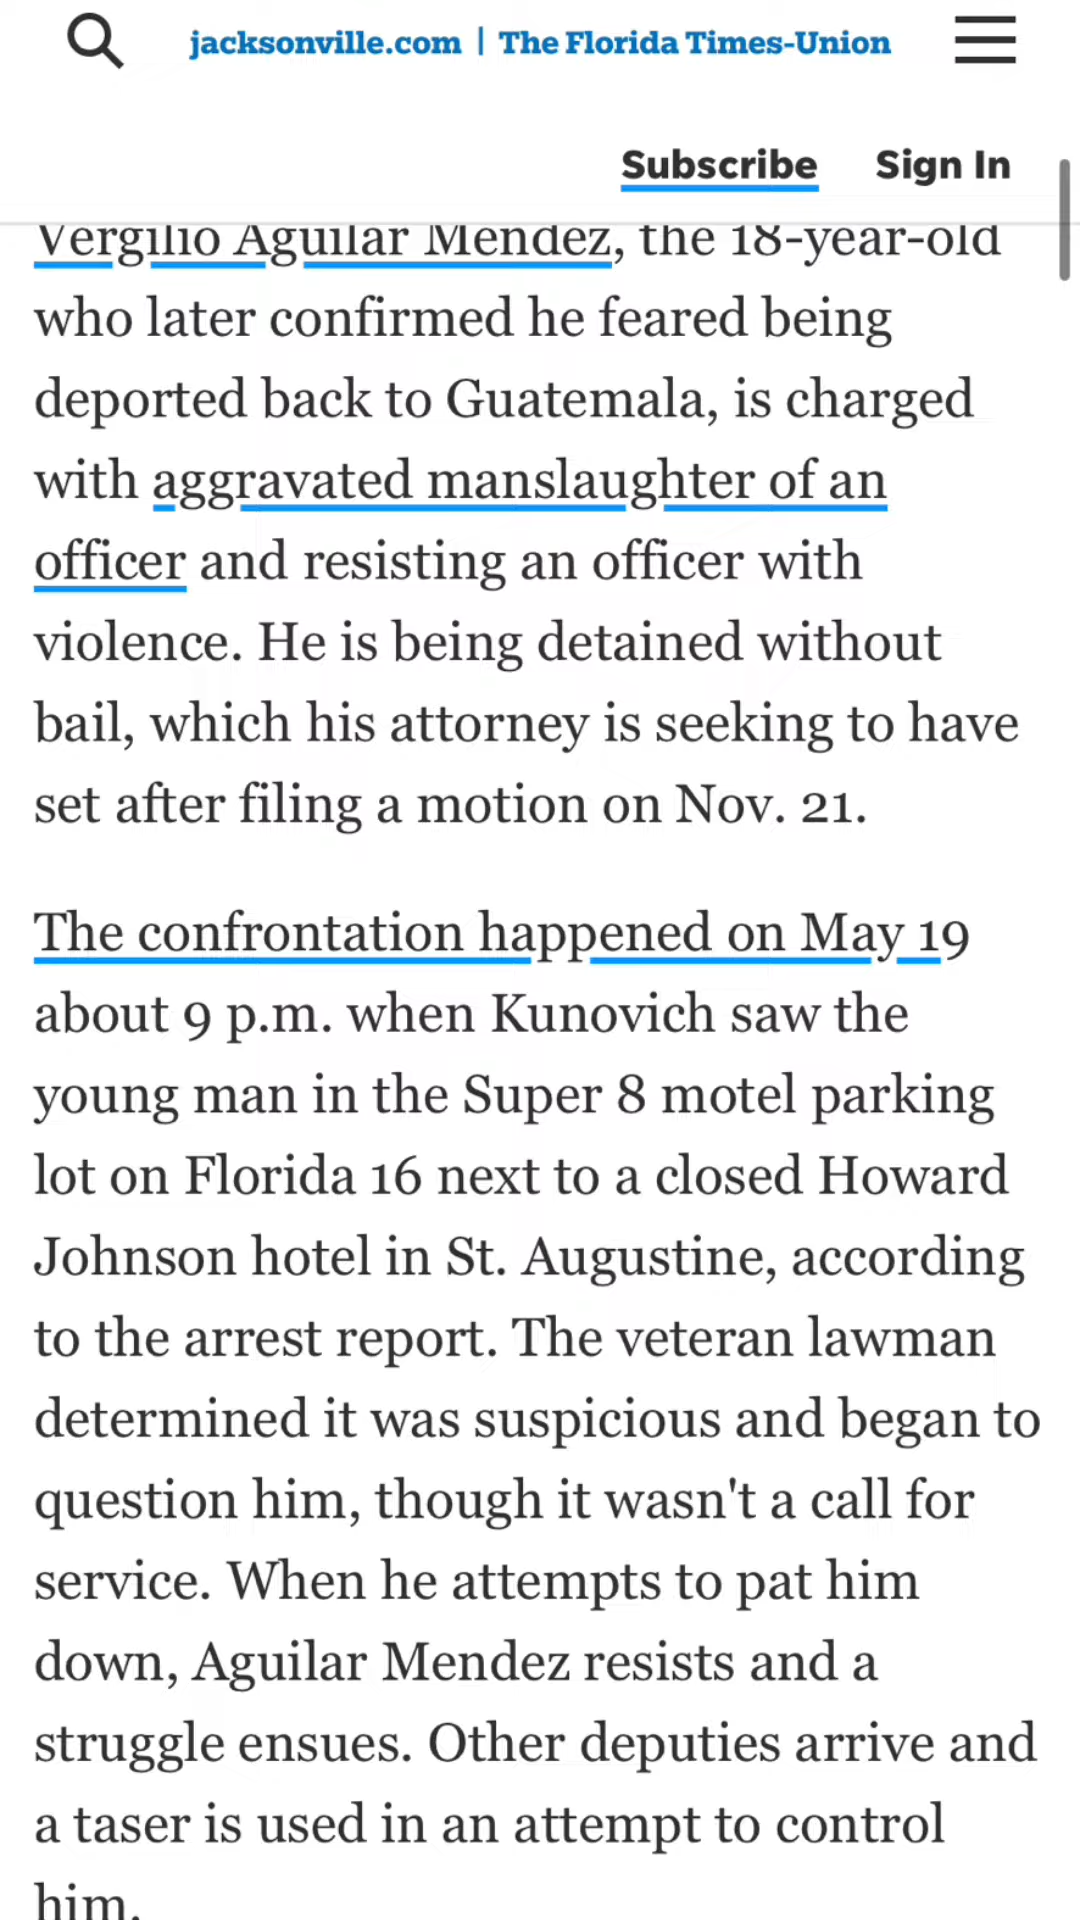 jacksonville.com | The Florida Times-Union
Subscribe Sign In
Vergilio Aguilar Mendez, the 18-year-old
who later confirmed he feared being
deported back to Guatemala, is charged
with aggravated manslaughter of an
officer and resisting an officer with
violence. He is being detained without
bail, which his attorney is seeking to have
set after filing a motion on Nov. 21.
The confrontation happened on May 19
about 9 p.m. when Kunovich saw the
young man in the Super 8 motel parking
lot on Florida 16 next to a closed Howard
Johnson hotel in St. Augustine, according
to the arrest report. The veteran lawman
determined it was suspicious and began to
question him, though it wasn't a call for
service. When he attempts to pat him
down, Aguilar Mendez resists and a
struggle ensues. Other deputies arrive and
a taser is used in an attempt to control
him.